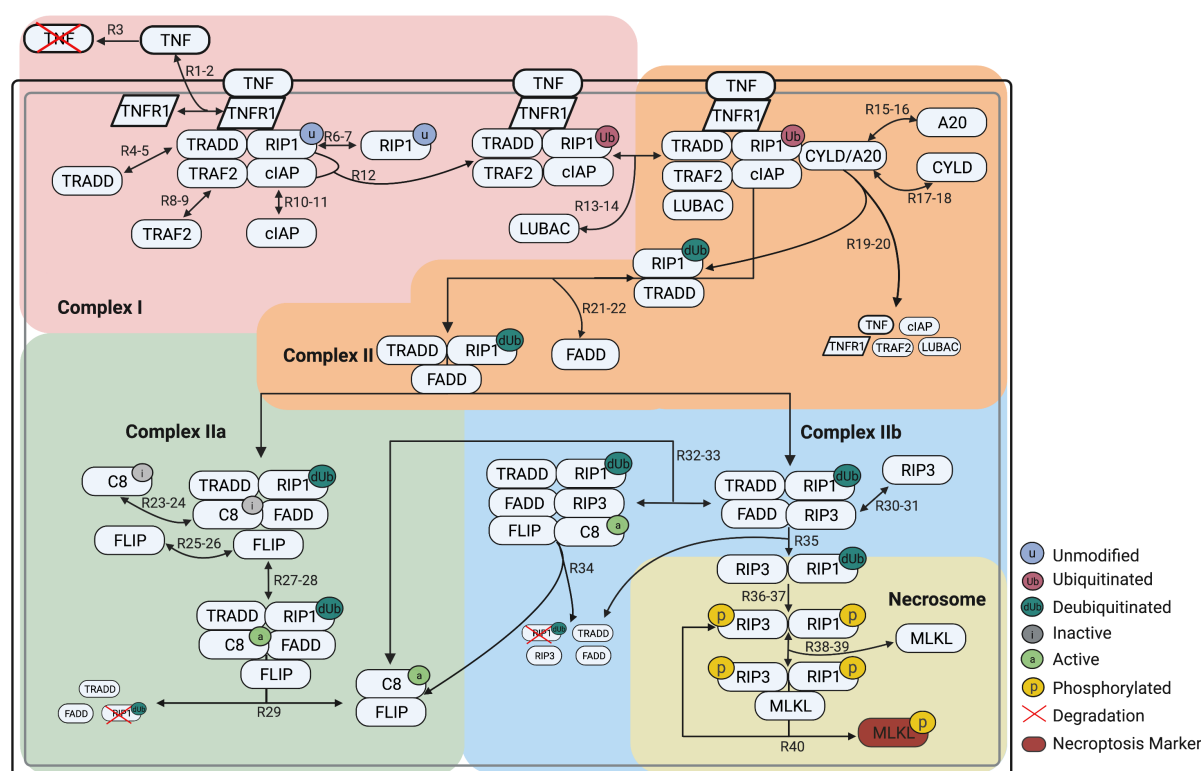 TNF
R3
TNF
R1-2
TNF
TNF
TNF
TNFR1
TNFR1
TNFR1
TNFR1
R15-16
A20
u
R6-7
u
Ub
Ub
TRADD
RIP1
RIP1
TRADD
RIP1
TRADD
RIP1
CYLD/A20
R4-5
CYLD
TRADD
TRAF2
cIAP
R12
TRAF2
cIAP
TRAF2
cIAP
R17-18
R8-9
R10-11
R13-14
LUBAC
TRAF2
cIAP
LUBAC
R19-20
dUb
RIP1
TRADD
Complex I
R21-22
TNF
cIAP
TNFR1
TRAF2
LUBAC
Complex II
TRADD
RIP1
dUb
FADD
FADD
Complex IIa
Complex IIb
C8
i
R23-24
TRADD
RIP1
dUb
C8
i
FADD
FLIP
R25-26
FLIP
R27-28
TRADD
RIP1
dUb
C8
a
FADD
FLIP
TRADD
FADD
RIP1
dUb
R29
C8
a
FLIP
R32-33
TRADD
RIP1
dUb
FADD
RIP3
FLIP
C8
a
R34
RIP1
dUb
TRADD
RIP3
FADD
TRADD
RIP1
dUb
FADD
RIP3
RIP3
R30-31
R35
RIP3
RIP1
dUb
Necrosome
R36-37
p
RIP3
RIP1
p
R38-39
MLKL
p
RIP3
RIP1
p
MLKL
R40
MLKL
p
u Unmodified
Ub Ubiquitinated
dUb Deubiquitinated
i Inactive
a Active
p Phosphorylated
Degradation
Necroptosis Marker